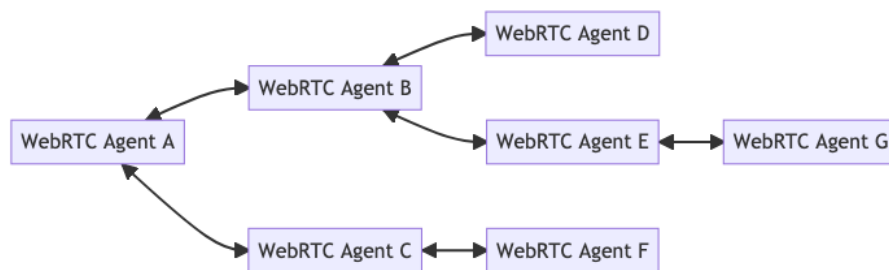 WebRTC Agent D
WebRTC Agent B
WebRTC Agent A
WebRTC Agent E
WebRTC Agent G
WebRTC Agent C
WebRTC Agent F